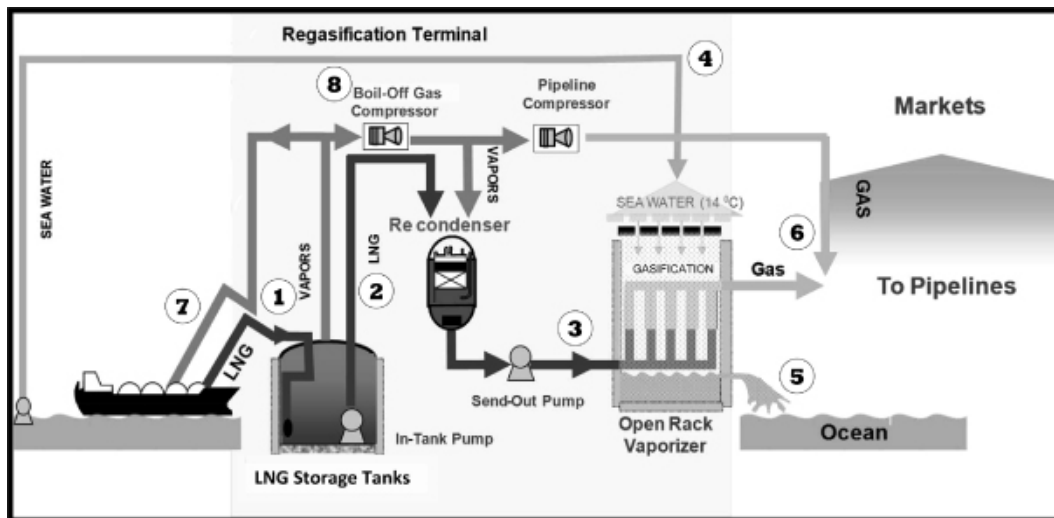 Regasification Terminal
4
8
Boil-Off Gas
Compressor
Pipeline
Compressor
Markets
SEA WATER
VAPORS
GAS
SEA WATER (14 ⁰C)
Re condenser
6
LNG
VAPORS
GASIFICATION
Gas
To Pipelines
7
1
2
3
LNG
5
Send-Out Pump
In-Tank Pump
Open Rack
Vaporizer
Ocean
LNG Storage Tanks